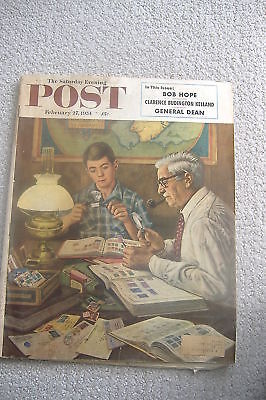 The Saturday Evening
POST
February 27, 1954 • 15¢
In This Issue:
BOB HOPE
CLARENCE BUDINGTON KELLAND
GENERAL DEAN